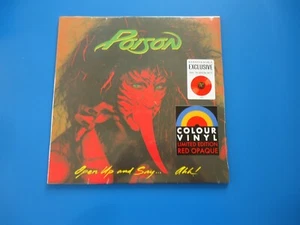 POISON
EXCLUSIVE
COLOUR
VINYL
LIMITED EDITION
RED OPAQUE
Open Up and Say... Ahh!